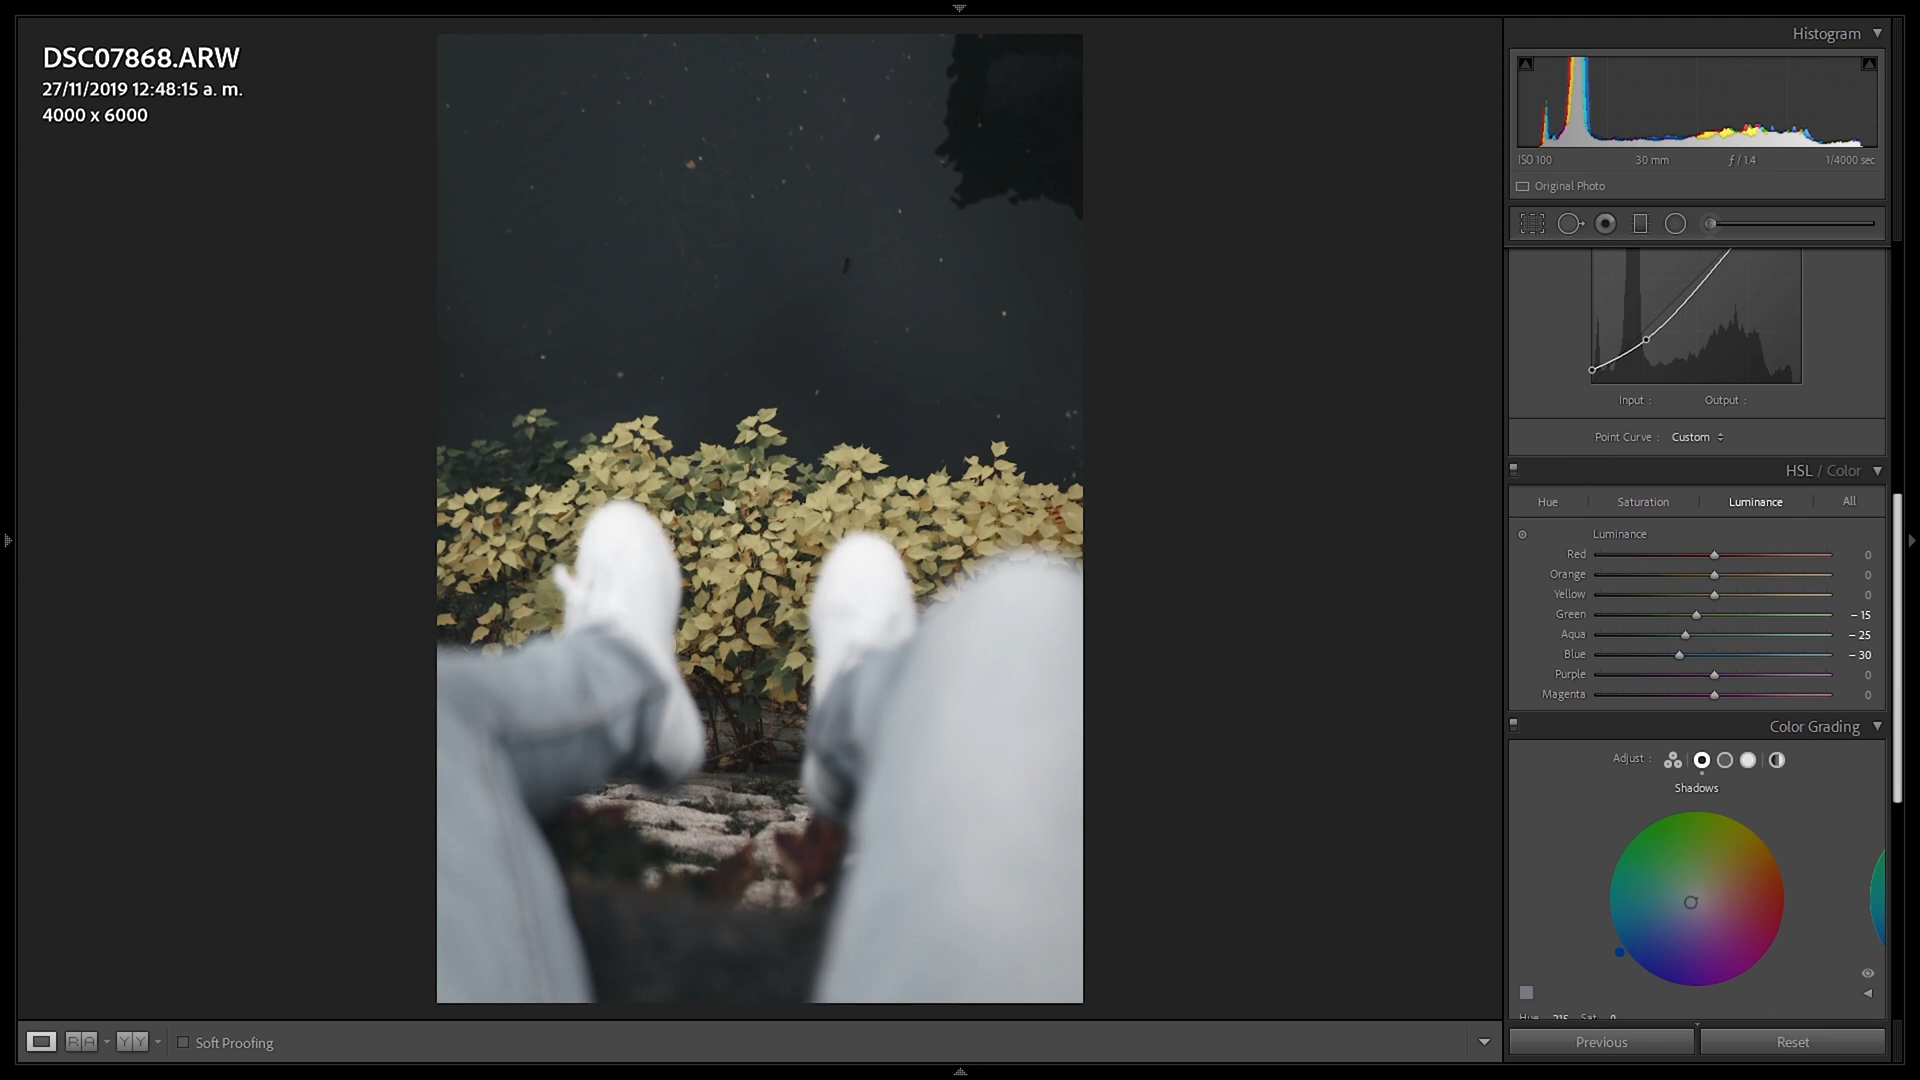 DSC07868.ARW
27/11/2019 12:48:15 a. m.
4000 x 6000
Histogram
ISO 100 30 mm ƒ / 1.4 1/4000 sec
Original Photo
Input : Output :
Point Curve : Custom
HSL / Color
Hue Saturation Luminance All
Luminance
Red 0
Orange 0
Yellow 0
Green – 15
Aqua – 25
Blue – 30
Purple 0
Magenta 0
Color Grading
Adjust :
Shadows
Hue 215 Sat
R A Y Y Soft Proofing
Previous Reset